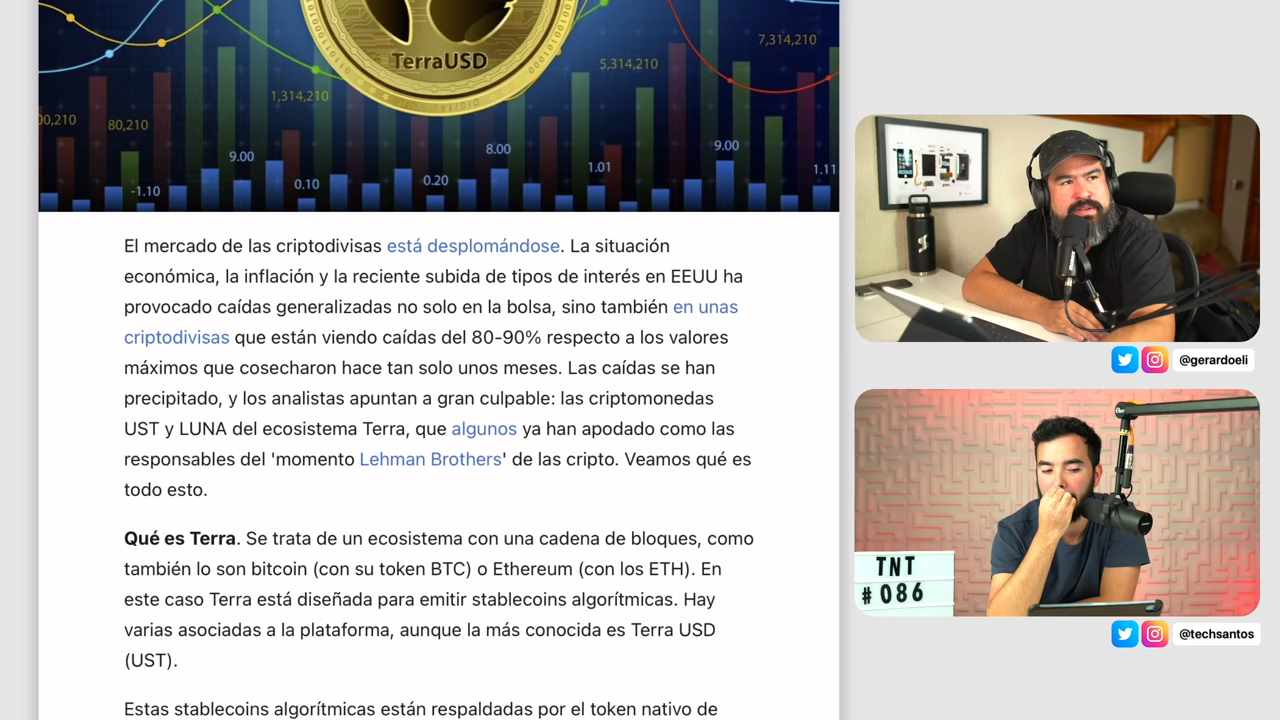 TerraUSD
7,314,210
5,314,210
1,314,210
00,210
80,210
9.00
8.00
9.00
-1.10
0.10
0.20
1.01
1.11
El mercado de las criptodivisas está desplomándose. La situación
económica, la inflación y la reciente subida de tipos de interés en EEUU ha
provocado caídas generalizadas no solo en la bolsa, sino también en unas
criptodivisas que están viendo caídas del 80-90% respecto a los valores
máximos que cosecharon hace tan solo unos meses. Las caídas se han
precipitado, y los analistas apuntan a gran culpable: las criptomonedas
UST y LUNA del ecosistema Terra, que algunos ya han apodado como las
responsables del 'momento Lehman Brothers' de las cripto. Veamos qué es
todo esto.
Qué es Terra. Se trata de un ecosistema con una cadena de bloques, como
también lo son bitcoin (con su token BTC) o Ethereum (con los ETH). En
este caso Terra está diseñada para emitir stablecoins algorítmicas. Hay
varias asociadas a la plataforma, aunque la más conocida es Terra USD
(UST).
Estas stablecoins algorítmicas están respaldadas por el token nativo de
@gerardoeli
TNT
#086
@techsantos